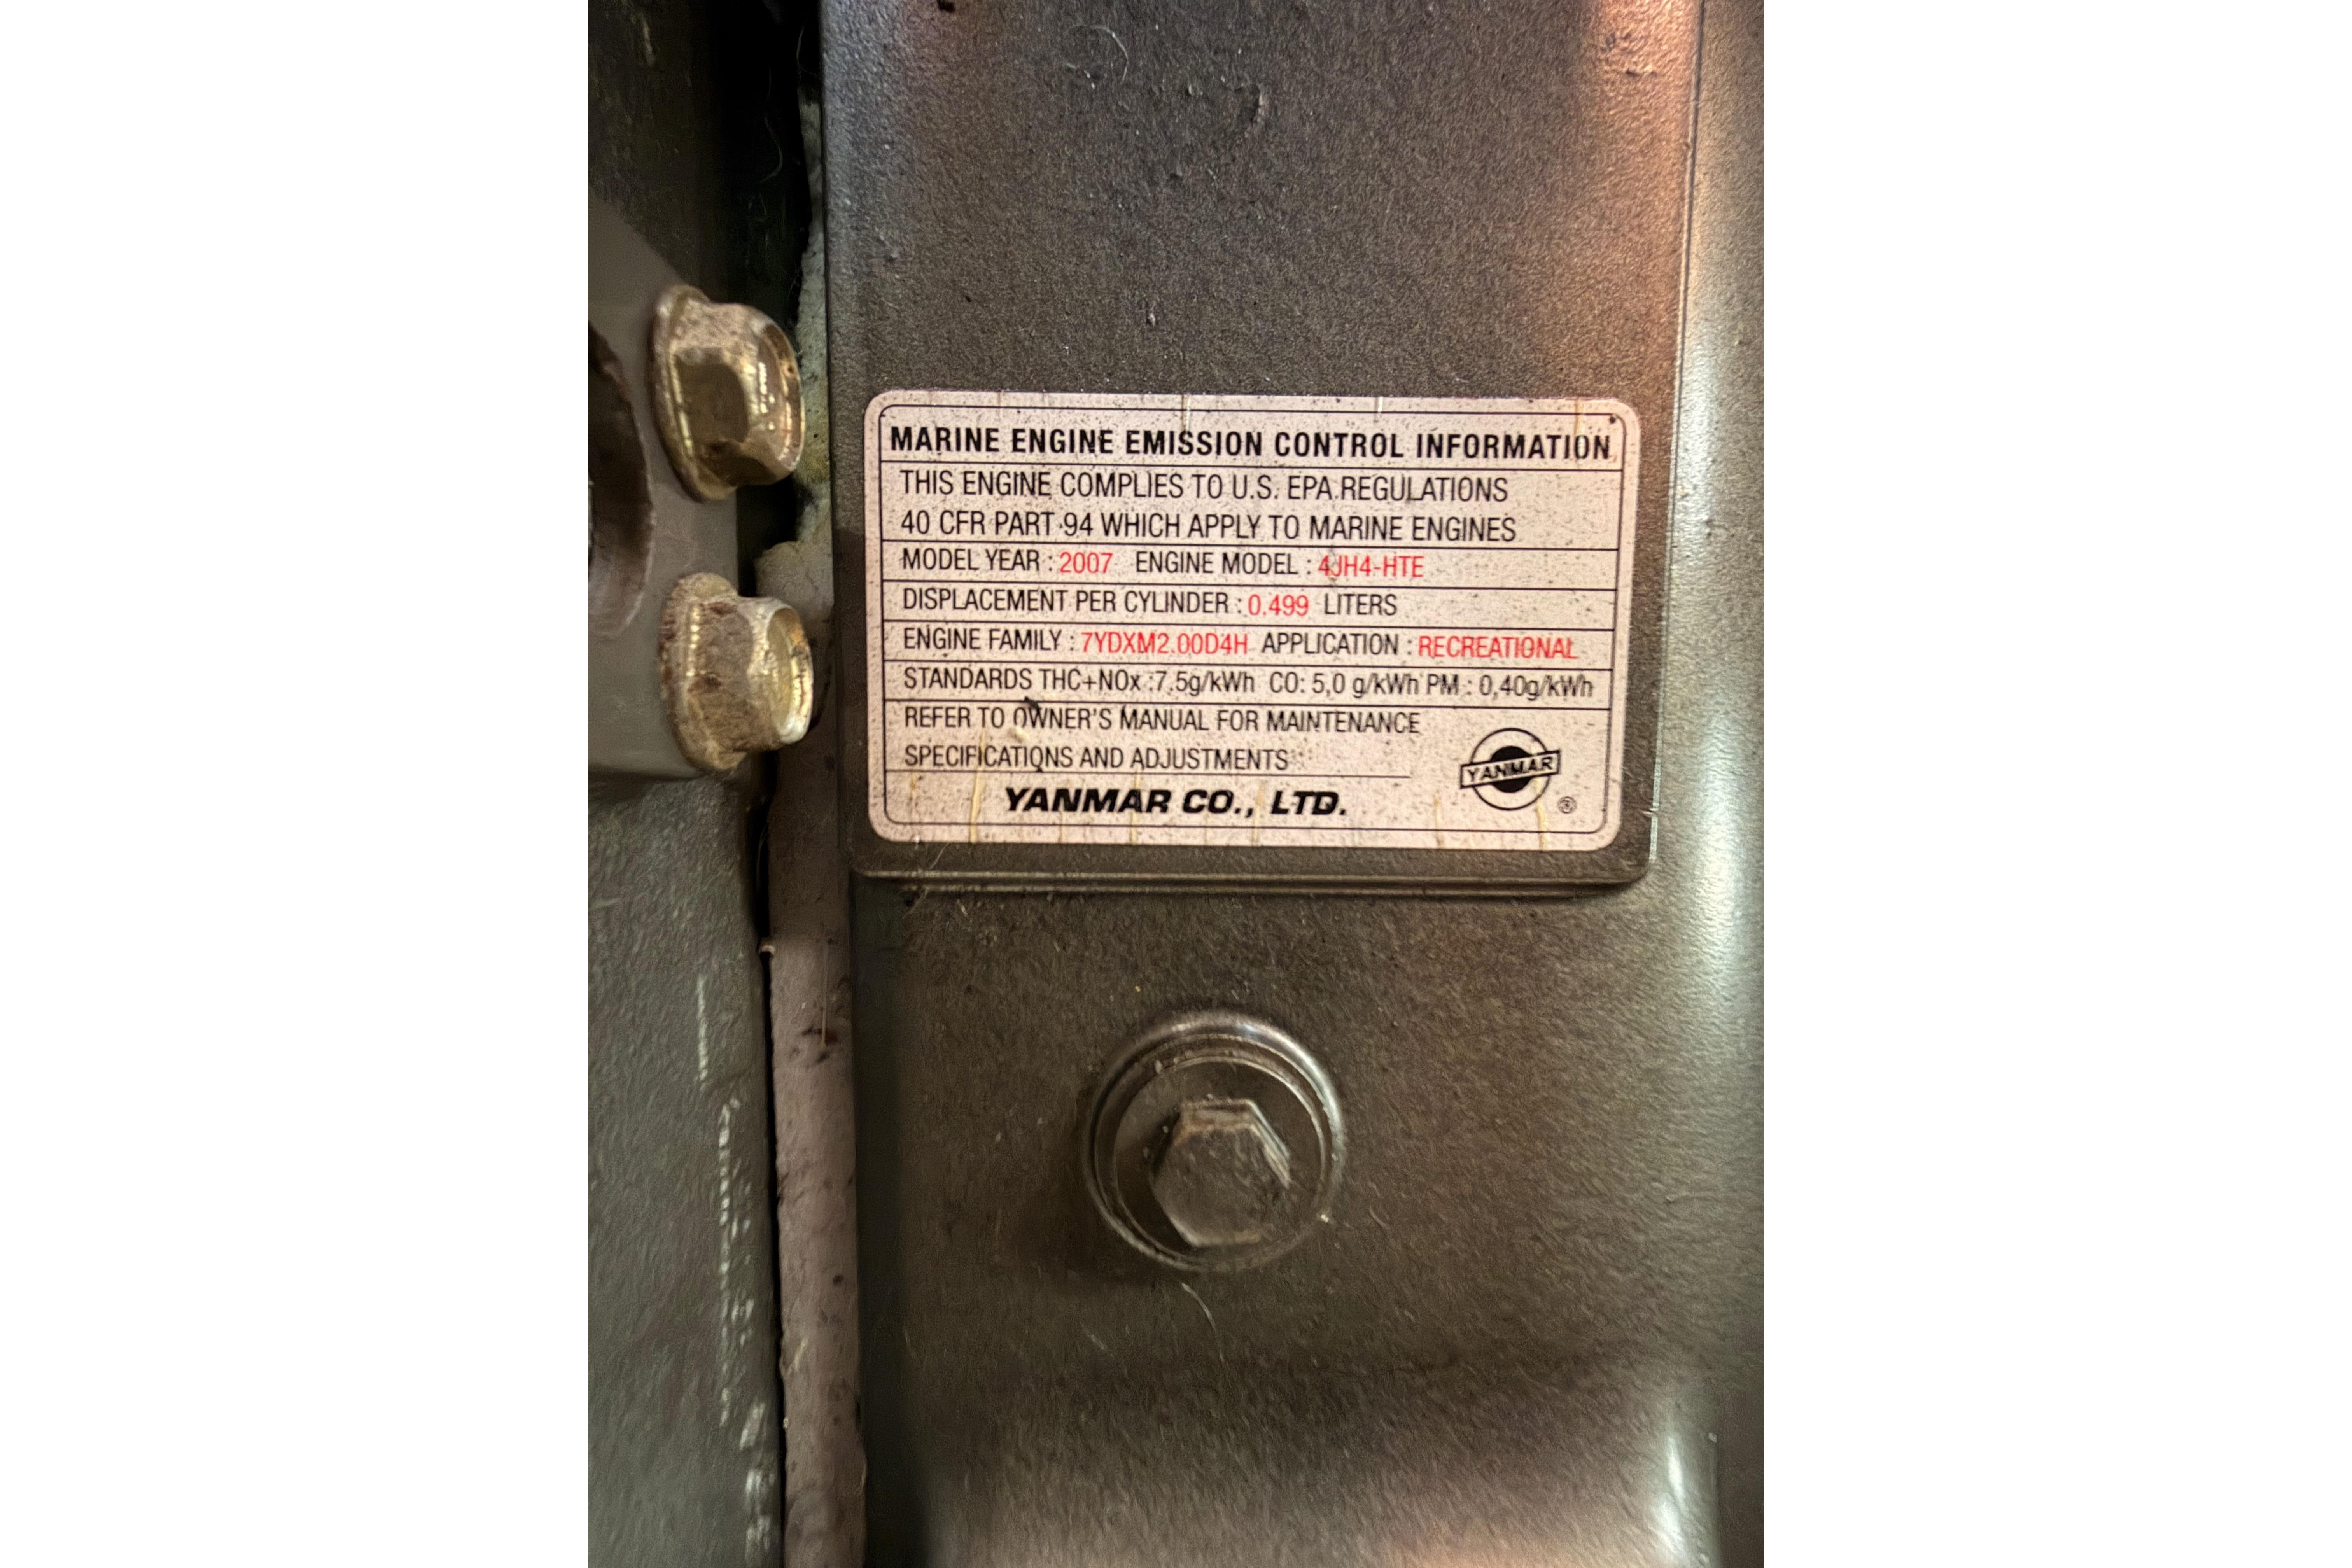 MARINE ENGINE EMISSION CONTROL INFORMATION
THIS ENGINE COMPLIES TO U.S. EPA REGULATIONS
40 CFR PART 94 WHICH APPLY TO MARINE ENGINES
MODEL YEAR : 2007 ENGINE MODEL : 4JH4-HTE
DISPLACEMENT PER CYLINDER : 0.499 LITERS
ENGINE FAMILY : 7YDXM2.00D4H APPLICATION : RECREATIONAL
STANDARDS THC+NOx :7.5g/kWh CO: 5,0 g/kWh PM : 0,40g/kWh
REFER TO OWNER'S MANUAL FOR MAINTENANCE
SPECIFICATIONS AND ADJUSTMENTS
YANMAR ®
YANMAR CO., LTD.